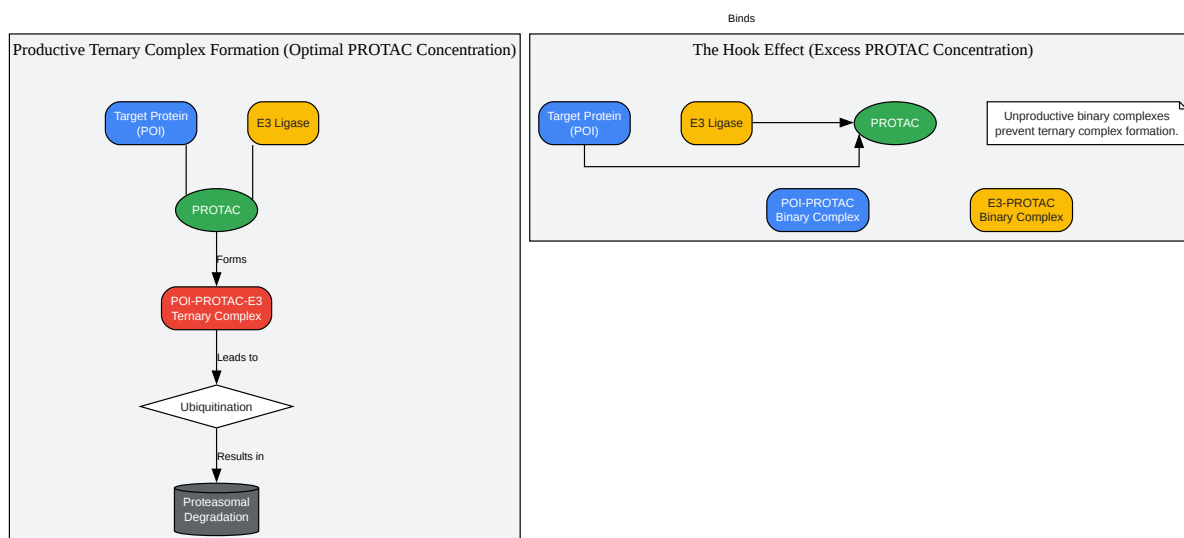 Binds
Productive Ternary Complex Formation (Optimal PROTAC Concentration)
Target Protein
(POI)
E3 Ligase
PROTAC
Forms
POI-PROTAC-E3
Ternary Complex
Leads to
Ubiquitination
Results in
Proteasomal
Degradation
The Hook Effect (Excess PROTAC Concentration)
Target Protein
(POI)
E3 Ligase
PROTAC
Unproductive binary complexes
prevent ternary complex formation.
POI-PROTAC
Binary Complex
E3-PROTAC
Binary Complex